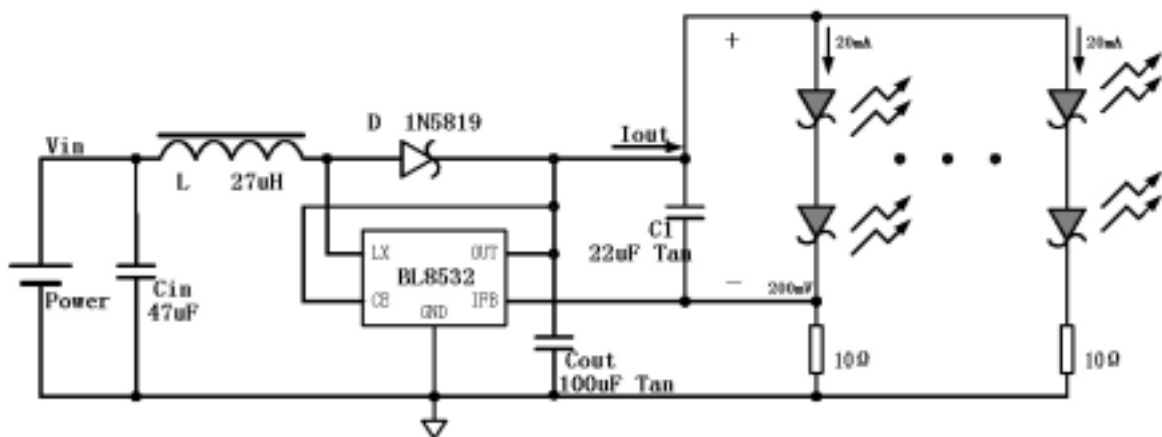 +
20mA
20mA
D 1N5819
Iout
Vin
L 27uH
C1
22uF Tan
LX
OUT
BL8532
CE
IFB
GND
−
200mV
Power
Cin
47uF
Cout
100uF Tan
10Ω
10Ω